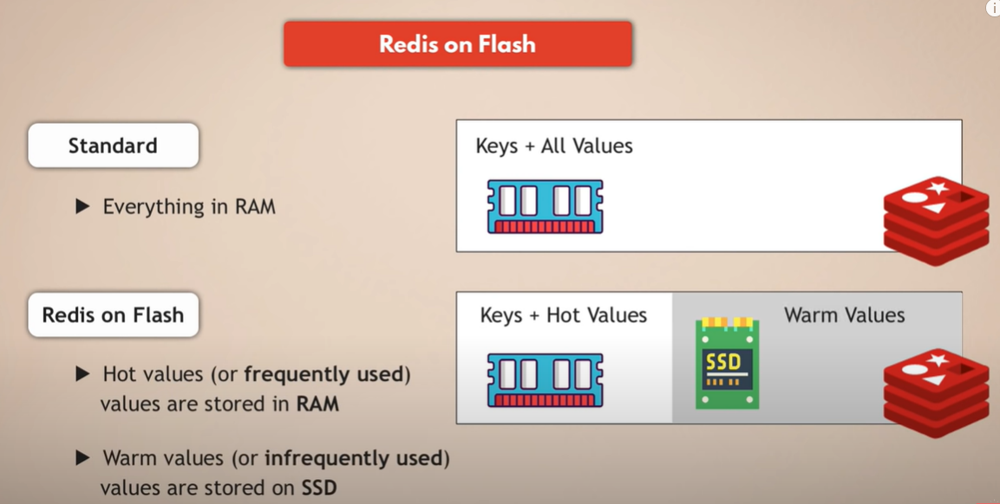 Redis on Flash
Standard
▶ Everything in RAM
Keys + All Values
Redis on Flash
▶ Hot values (or frequently used)
values are stored in RAM
▶ Warm values (or infrequently used)
values are stored on SSD
Keys + Hot Values
SSD
Warm Values